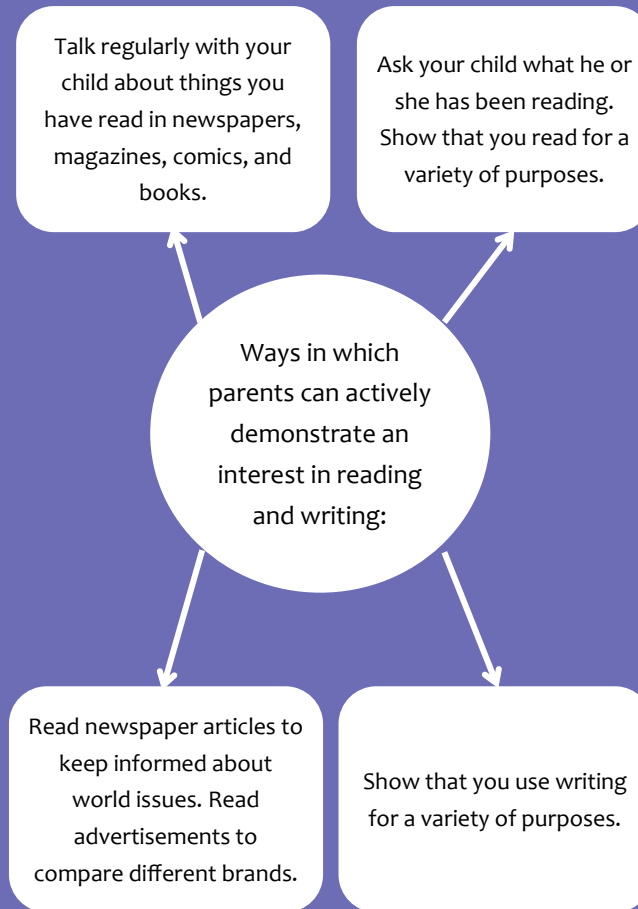 Talk regularly with your
child about things you
have read in newspapers,
magazines, comics, and
books.
Ask your child what he or
she has been reading.
Show that you read for a
variety of purposes.
Ways in which
parents can actively
demonstrate an
interest in reading
and writing:
Read newspaper articles to
keep informed about
world issues. Read
advertisements to
compare different brands.
Show that you use writing
for a variety of purposes.